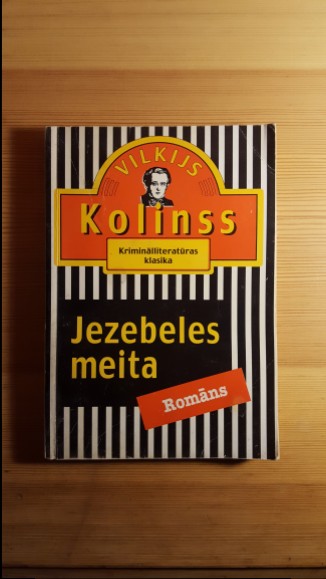 VILKIJS
Kolinss
Kriminālliteratūras
klasika
Jezebeles
meita
Romāns